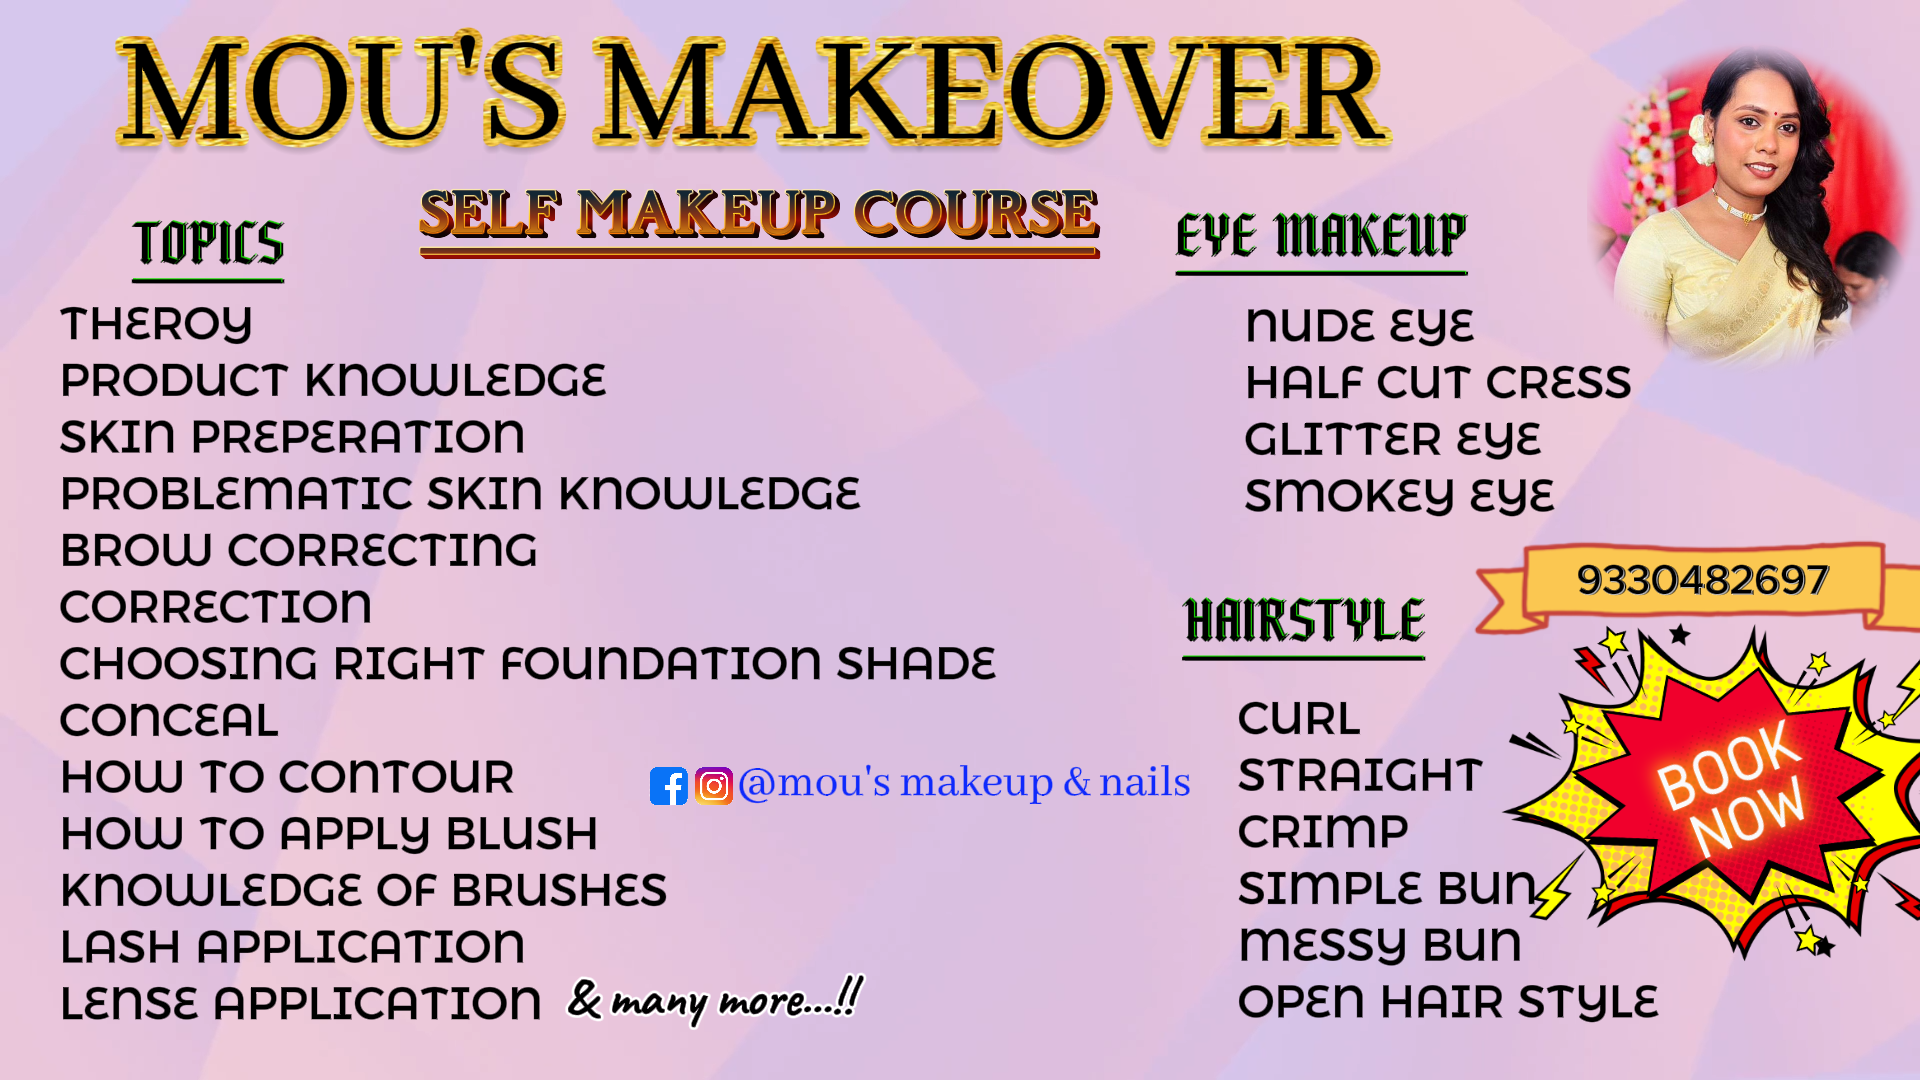 MOU'S MAKEOVER
SELF MAKEUP COURSE
TOPICS
THEROY
PRODUCT KNOWLEDGE
SKIN PREPERATION
PROBLEMATIC SKIN KNOWLEDGE
BROW CORRECTING
CORRECTION
CHOOSING RIGHT FOUNDATION SHADE
CONCEAL
HOW TO CONTOUR
HOW TO APPLY BLUSH
KNOWLEDGE OF BRUSHES
LASH APPLICATION
LENSE APPLICATION
& many more...!!
@mou's makeup & nails
EYE MAKEUP
NUDE EYE
HALF CUT CRESS
GLITTER EYE
SMOKEY EYE
HAIRSTYLE
CURL
STRAIGHT
CRIMP
SIMPLE BUN
MESSY BUN
OPEN HAIR STYLE
9330482697
BOOK
NOW